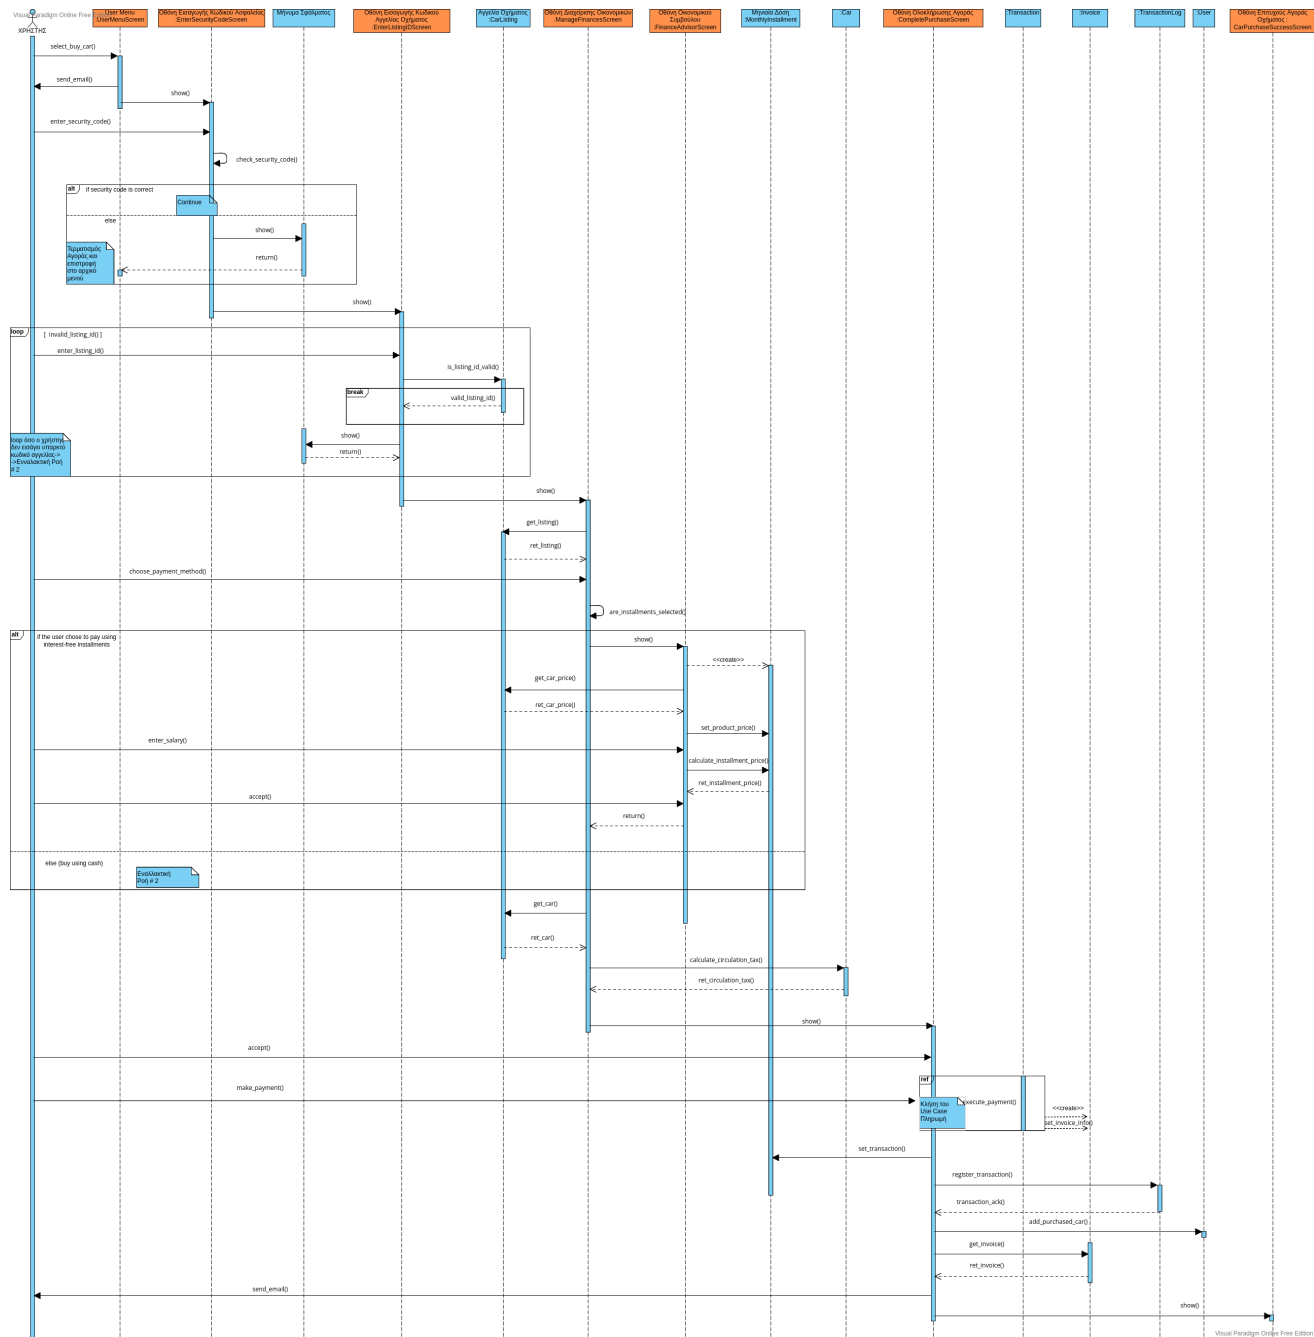 Visual Paradigm Online Free
ΧΡΗΣΤΗΣ
User Menu
:UserMenuScreen
Οθόνη Εισαγωγής Κωδικού Ασφαλείας
:EnterSecurityCodeScreen
Μήνυμα Σφάλματος
Οθόνη Εισαγωγής Κωδικού
Αγγελίας Οχήματος
:EnterListingIDScreen
Αγγελία Οχήματος
:CarListing
Οθόνη Διαχείρισης Οικονομικών
:ManageFinancesScreen
Οθόνη Οικονομικού
Συμβούλου
:FinanceAdvisorScreen
Μηνιαία Δόση
:MonthlyInstallment
:Car
Οθόνη Ολοκλήρωσης Αγοράς
:CompletePurchaseScreen
:Transaction
:Invoice
:TransactionLog
:User
Οθόνη Επιτυχούς Αγοράς
Οχήματος :
CarPurchaseSuccessScreen
select_buy_car()
send_email()
show()
enter_security_code()
check_security_code()
alt
if security code is correct
Continue
else
show()
Τερματισμός
Αγοράς και
επιστροφή
στο αρχικό
μενού
return()
show()
loop
[ invalid_listing_id() ]
enter_listing_id()
is_listing_id_valid()
break
valid_listing_id()
loop όσο ο χρήστης
δεν εισάγει υπαρκτό
κωδικό αγγελίας->
->Εναλλακτική Ροή
# 2
show()
return()
show()
get_listing()
ret_listing()
choose_payment_method()
are_installments_selected()
alt
if the user chose to pay using
interest-free installments
show()
<<create>>
get_car_price()
ret_car_price()
set_product_price()
enter_salary()
calculate_installment_price()
ret_installment_price()
accept()
return()
else (buy using cash)
Εναλλακτική
Ροή # 2
get_car()
ret_car()
calculate_circulation_tax()
ret_circulation_tax()
show()
accept()
ref
make_payment()
Κλήση του
Use Case
Πληρωμή
execute_payment()
<<create>>
set_invoice_info()
set_transaction()
register_transaction()
transaction_ack()
add_purchased_car()
get_invoice()
ret_invoice()
send_email()
show()
Visual Paradigm Online Free Edition